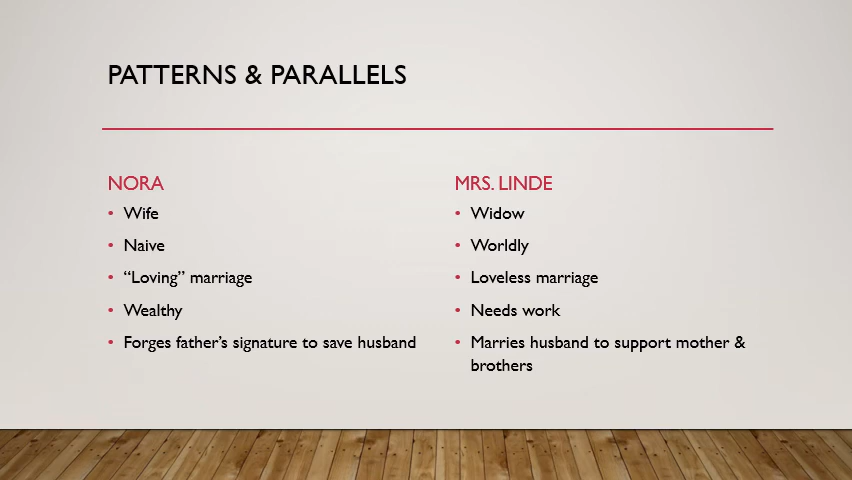 PATTERNS & PARALLELS
NORA
• Wife
• Naive
• “Loving” marriage
• Wealthy
• Forges father’s signature to save husband
MRS. LINDE
• Widow
• Worldly
• Loveless marriage
• Needs work
• Marries husband to support mother &
brothers